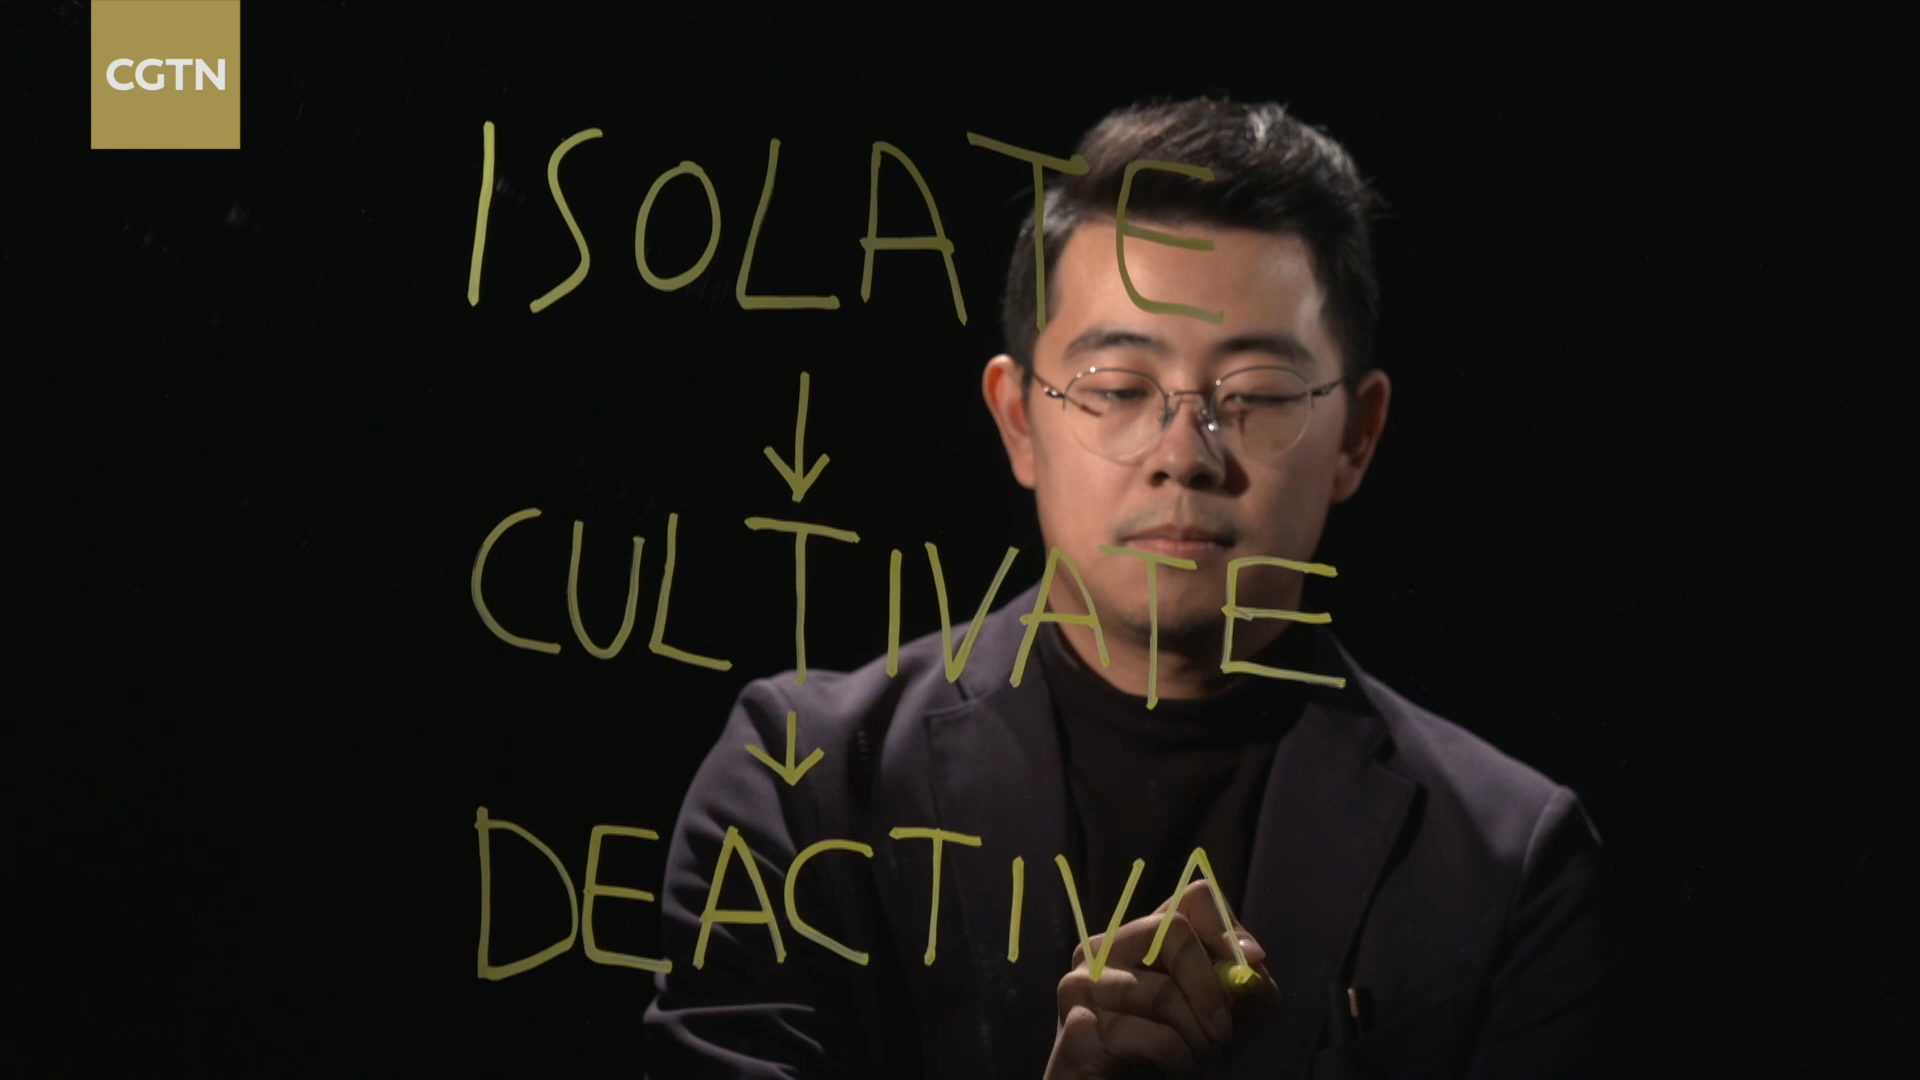 CGTN
ISOLATE
↓
CULTIVATE
↓
DEACTIVA